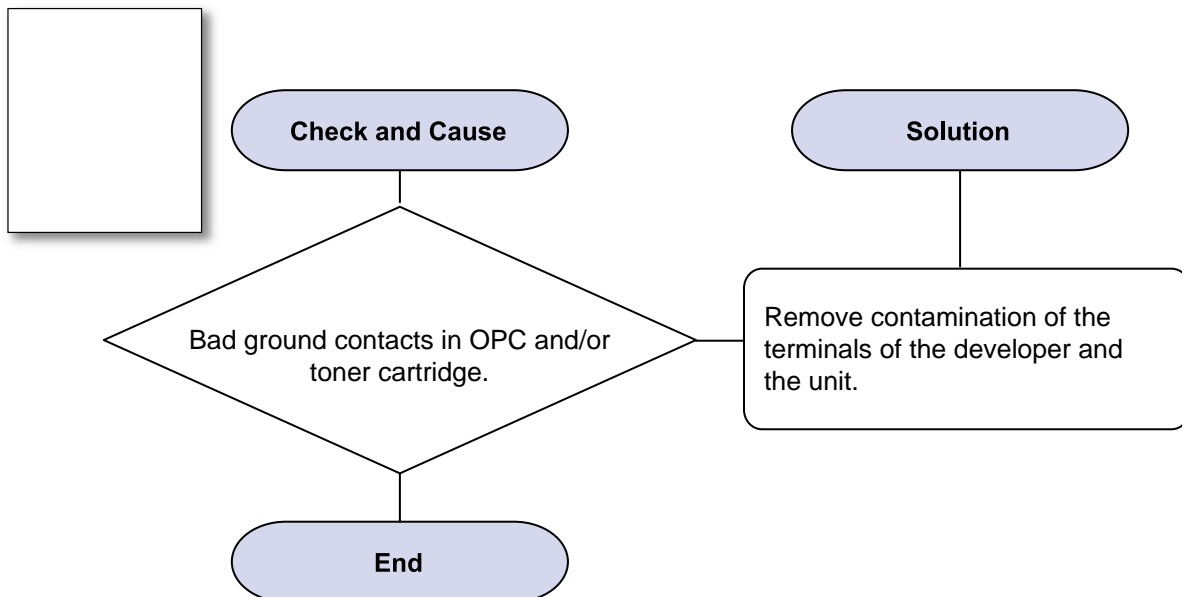 Check and Cause
Solution
Bad ground contacts in OPC and/or
toner cartridge.
Remove contamination of the
terminals of the developer and
the unit.
End